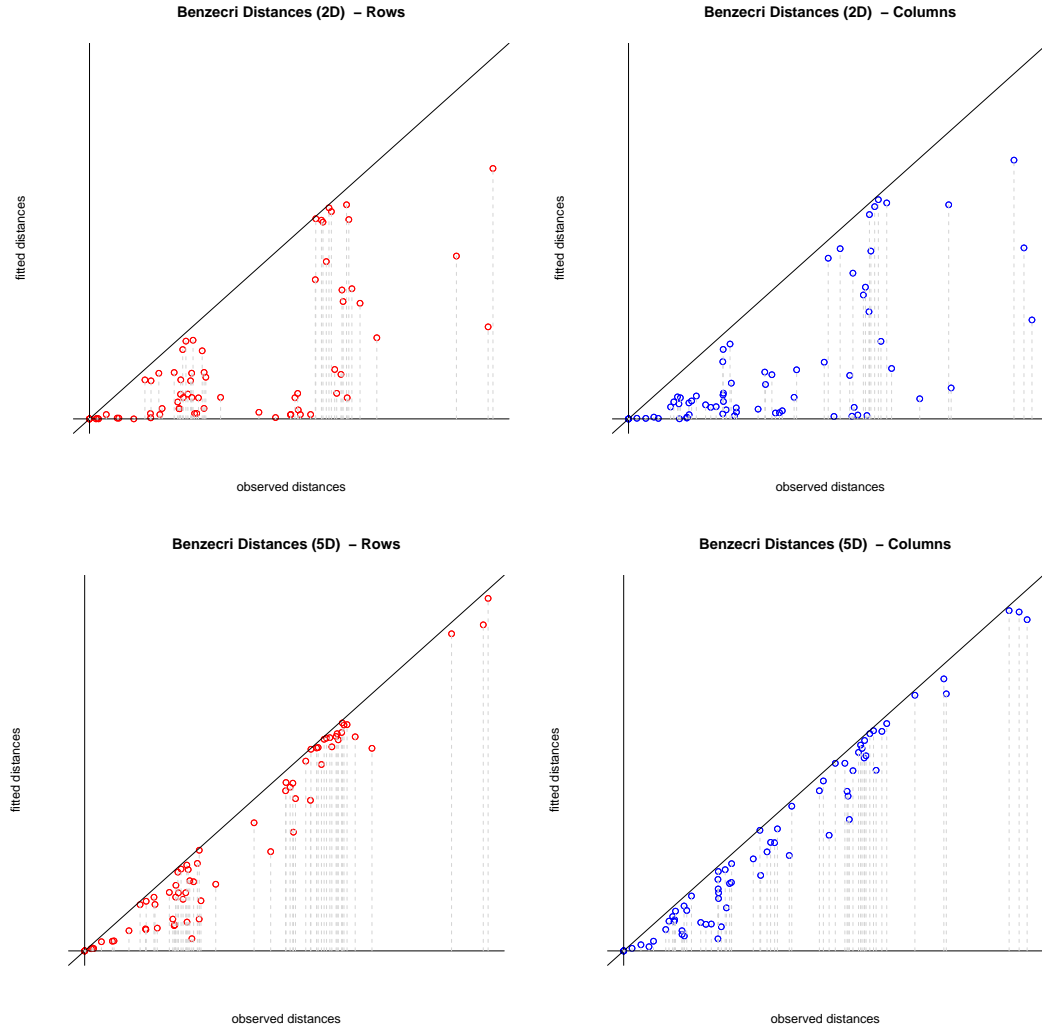 Benzecri Distances (2D) – Rows
fitted distances
observed distances
Benzecri Distances (2D) – Columns
fitted distances
observed distances
Benzecri Distances (5D) – Rows
fitted distances
observed distances
Benzecri Distances (5D) – Columns
fitted distances
observed distances